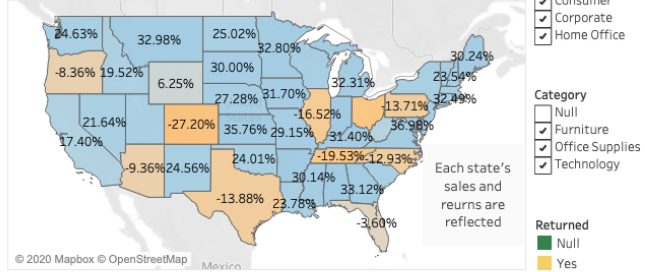 Consumer
Corporate
Home Office
24.63%
32.98%
25.02%
32.80%
30.24%
-8.36%
19.52%
6.25%
30.00%
32.31%
23.54%
27.28%
31.70%
-13.71%
32.49%
21.64%
-27.20%
35.76%
29.15%
-16.52%
31.40%
36.98%
17.40%
-9.36%
24.56%
24.01%
-19.53%
-12.93%
-13.88%
23.78%
30.14%
33.12%
-3.60%
Each state's
sales and
reurns are
reflected
© 2020 Mapbox © OpenStreetMap
Mexico
Category
Null
Furniture
Office Supplies
Technology
Returned
Null
Yes